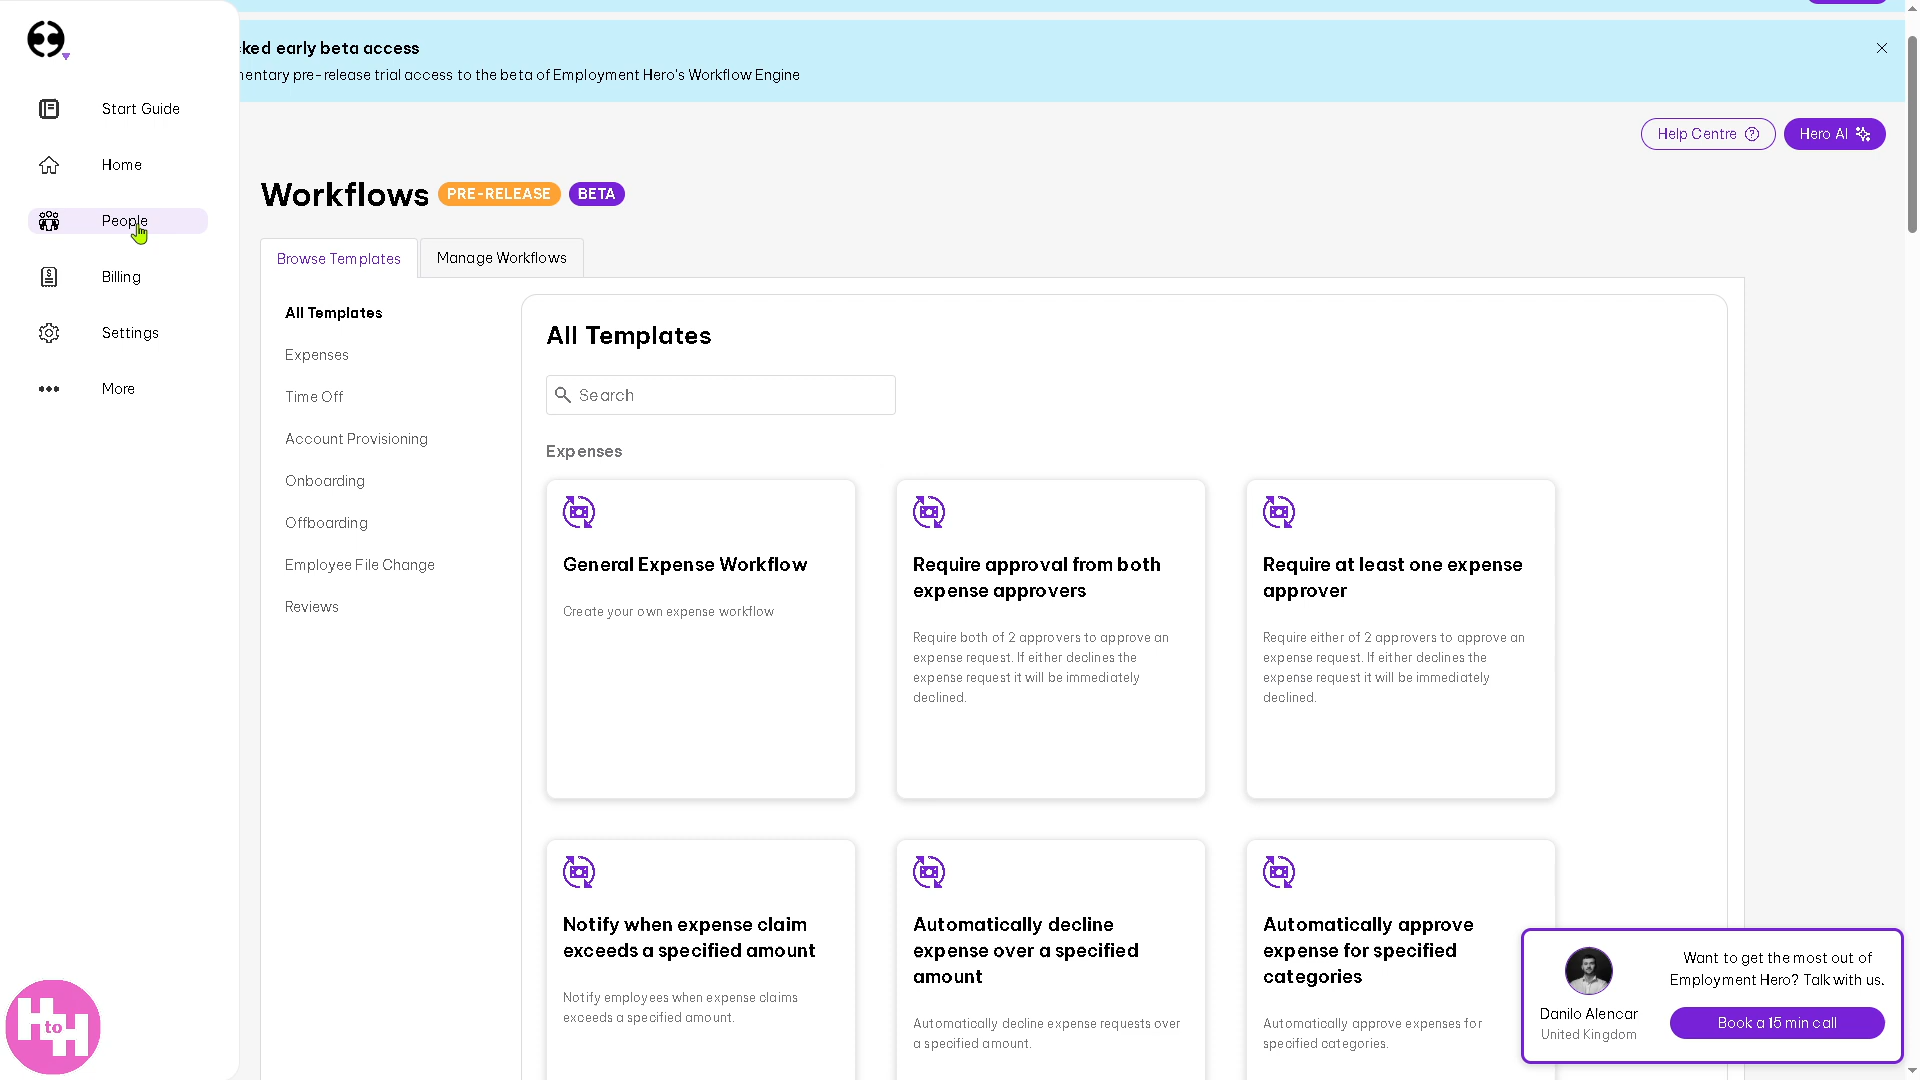 ked early beta access
entary pre-release trial access to the beta of Employment Hero's Workflow Engine
Start Guide
Home
People
Billing
Settings
More
Help Centre
Hero AI
Workflows PRE-RELEASE BETA
Browse Templates
Manage Workflows
All Templates
Expenses
Time Off
Account Provisioning
Onboarding
Offboarding
Employee File Change
Reviews
All Templates
Search
Expenses
General Expense Workflow
Create your own expense workflow
Require approval from both
expense approvers
Require both of 2 approvers to approve an
expense request. If either declines the
expense request it will be immediately
declined.
Require at least one expense
approver
Require either of 2 approvers to approve an
expense request. If either declines the
expense request it will be immediately
declined.
Notify when expense claim
exceeds a specified amount
Notify employees when expense claims
exceeds a specified amount.
Automatically decline
expense over a specified
amount
Automatically decline expense requests over
a specified amount.
Automatically approve
expense for specified
categories
Automatically approve expenses for
specified categories.
Danilo Alencar
United Kingdom
Want to get the most out of
Employment Hero? Talk with us.
Book a 15 min call
H to H